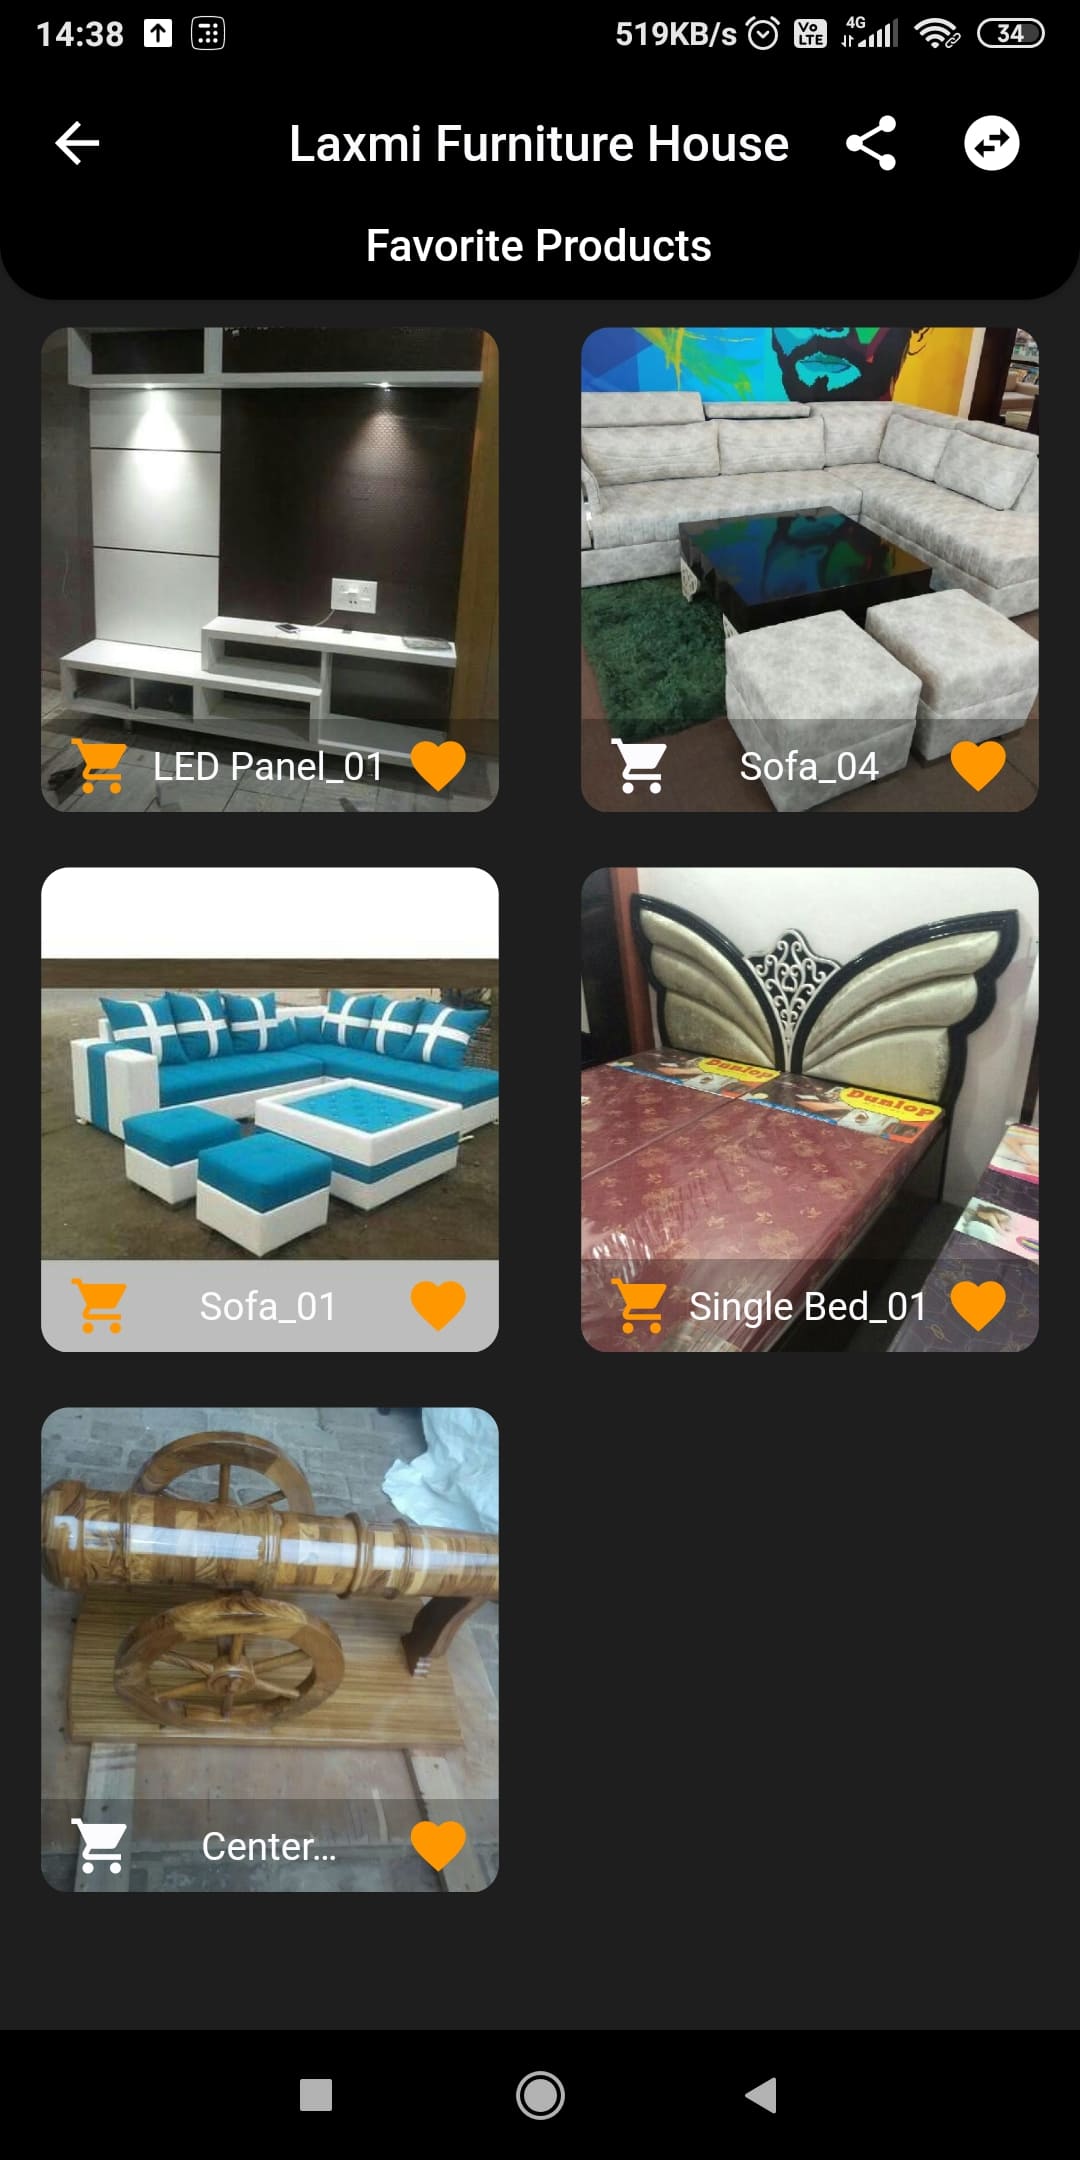 14:38 519KB/s Vo LTE 4G 34
Laxmi Furniture House
Favorite Products
LED Panel_01
Sofa_04
Dunlop
Dunlop
Sofa_01
Single Bed_01
Center...